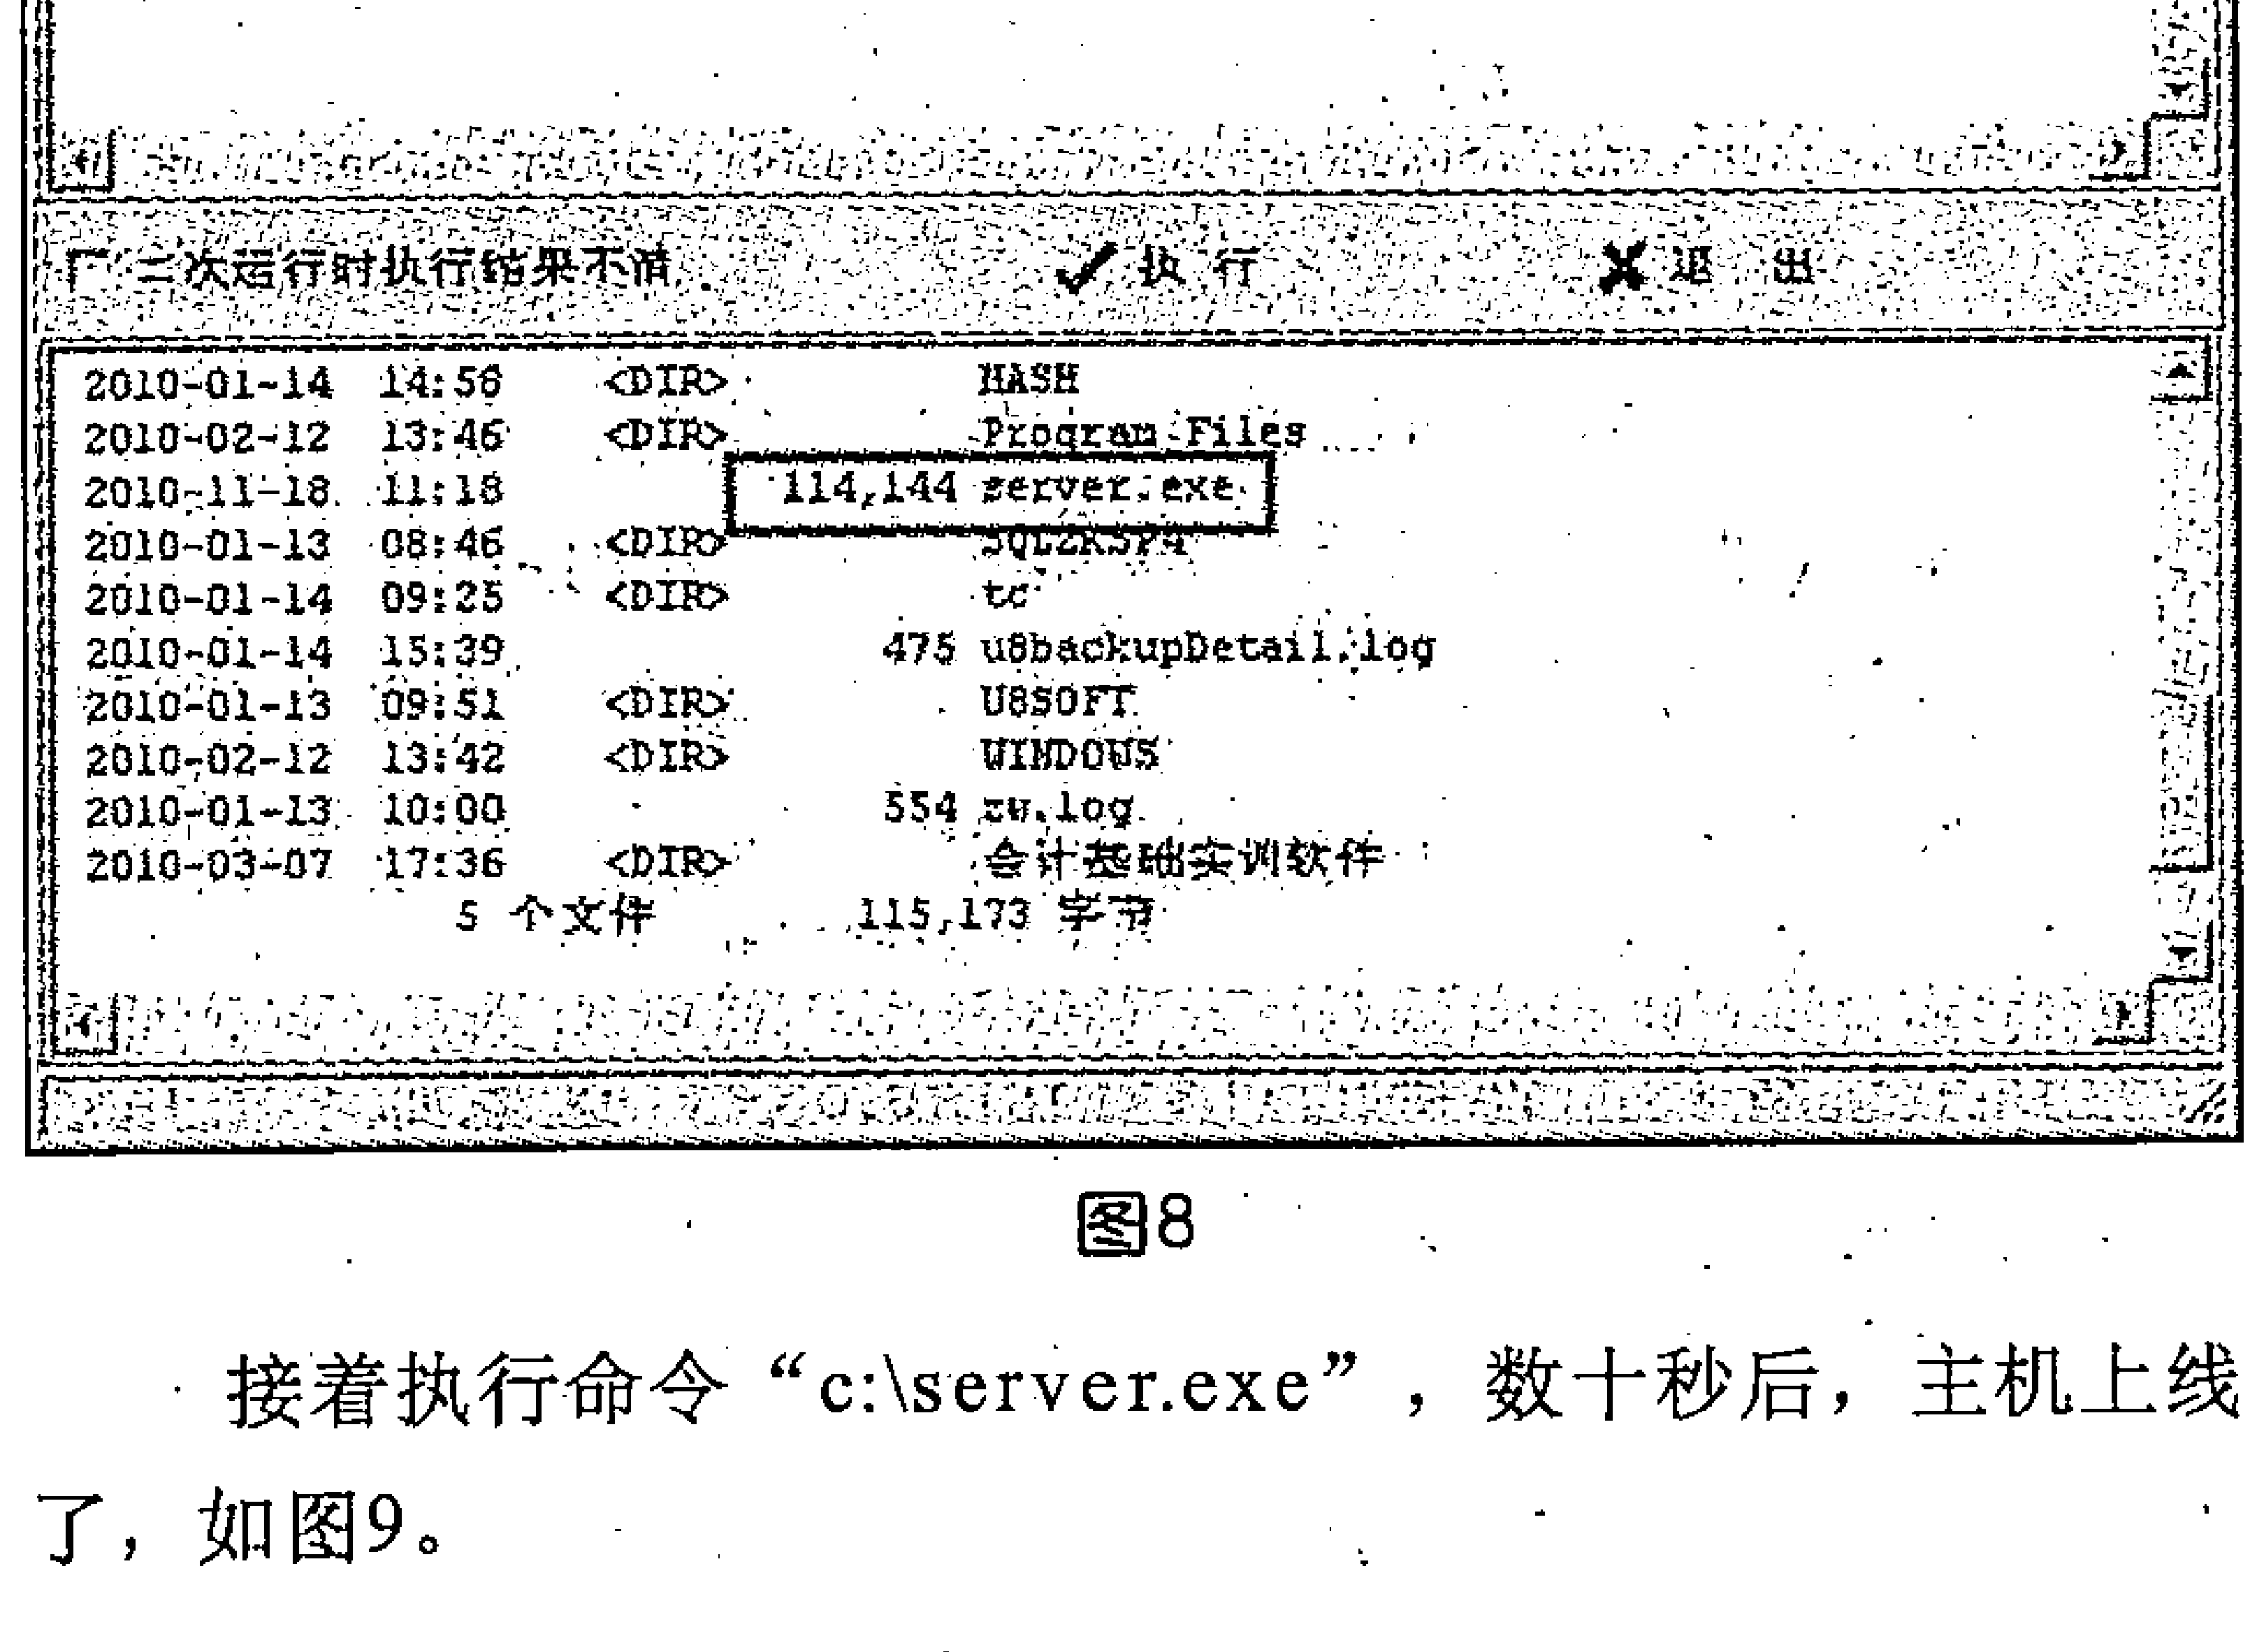 二次运行时执行结果不清 执 行 退 出
2010-01-14 14:56 <DIR> HASH
2010-02-12 13:46 <DIR> Program Files
2010-11-18 11:18 114,144 server.exe
2010-01-13 08:46 <DIR> SQL2KSP4
2010-01-14 09:25 <DIR> tc
2010-01-14 15:39 475 u8backupDetail.log
2010-01-13 09:51 <DIR> U8SOFT
2010-02-12 13:42 <DIR> WINDOWS
2010-01-13 10:00 554 zw.log
2010-03-07 17:36 <DIR> 会计基础实训软件
5 个文件 115,173 字节
图8
接着执行命令“c:\server.exe”，数十秒后，主机上线
了，如图9。